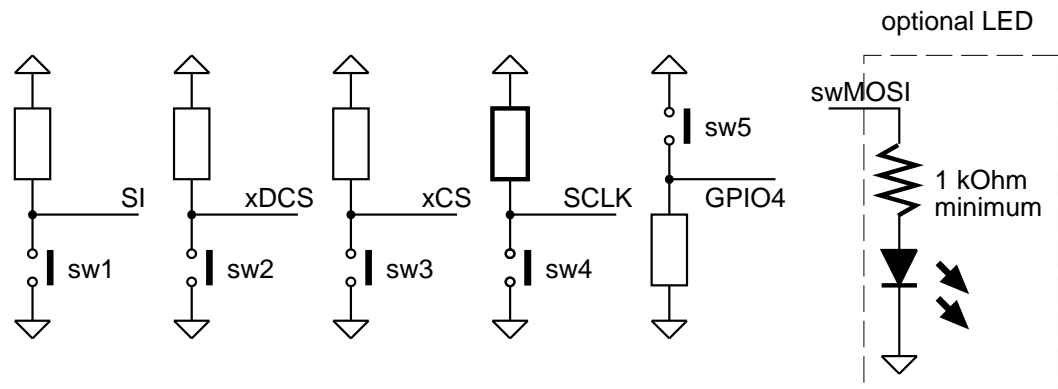 optional LED
swMOSI
sw5
SI
xDCS
xCS
SCLK
GPIO4
1 kOhm
minimum
sw1
sw2
sw3
sw4